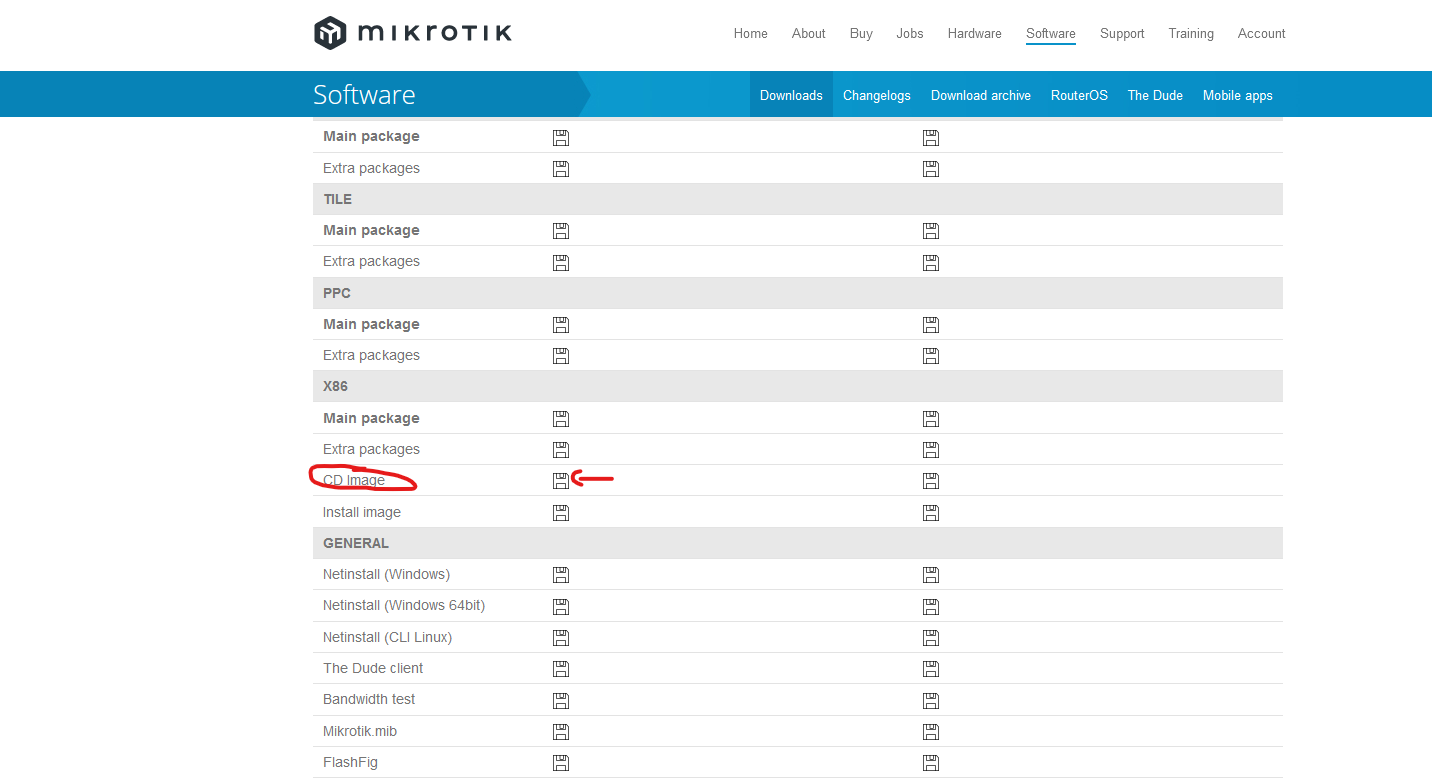 mikrotik
Home About Buy Jobs Hardware Software Support Training Account
Software
Downloads Changelogs Download archive RouterOS The Dude Mobile apps
Main package
Extra packages
TILE
Main package
Extra packages
PPC
Main package
Extra packages
X86
Main package
Extra packages
CD Image
Install image
GENERAL
Netinstall (Windows)
Netinstall (Windows 64bit)
Netinstall (CLI Linux)
The Dude client
Bandwidth test
Mikrotik.mib
FlashFig